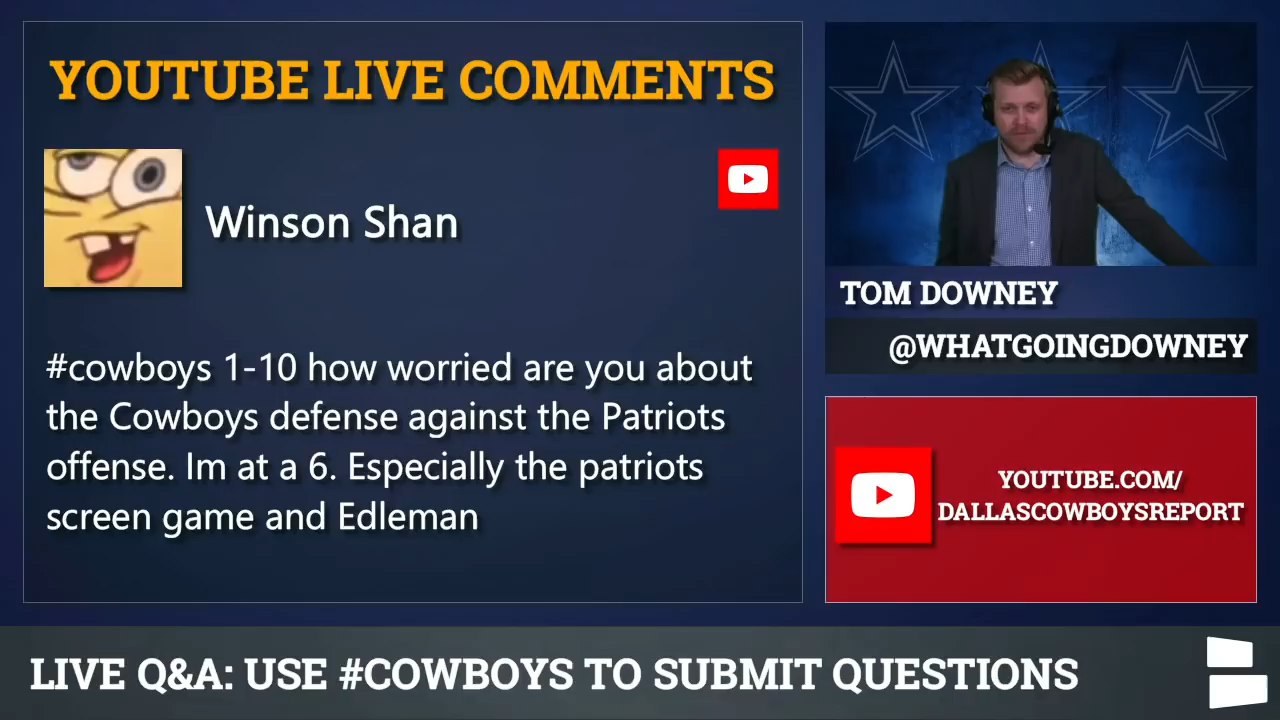 YOUTUBE LIVE COMMENTS
Winson Shan
#cowboys 1-10 how worried are you about
the Cowboys defense against the Patriots
offense. Im at a 6. Especially the patriots
screen game and Edleman
TOM DOWNEY
@WHATGOINGDOWNEY
YOUTUBE.COM/
DALLASCOWBOYSREPORT
LIVE Q&A: USE #COWBOYS TO SUBMIT QUESTIONS